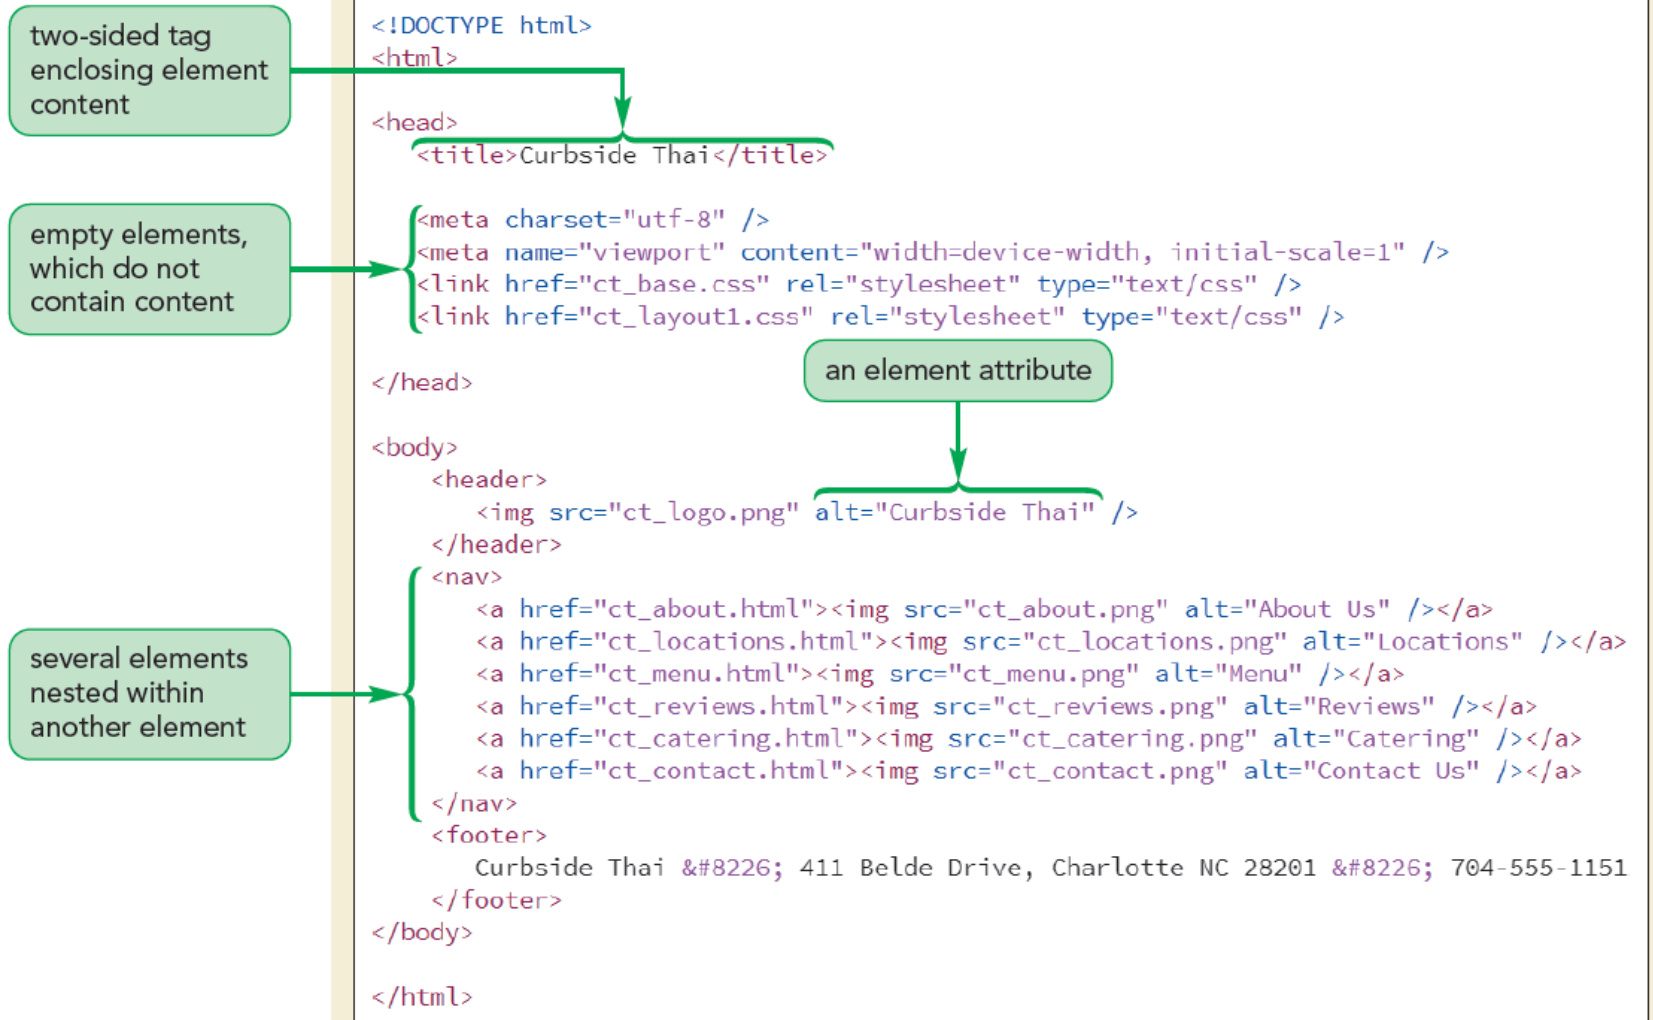 two-sided tag
enclosing element
content
<!DOCTYPE html>
<html>
<head>
<title>Curbside Thai</title>
empty elements,
which do not
contain content
<meta charset="utf-8" />
<meta name="viewport" content="width=device-width, initial-scale=1" />
<link href="ct_base.css" rel="stylesheet" type="text/css" />
<link href="ct_layout1.css" rel="stylesheet" type="text/css" />
</head>
an element attribute
<body>
<header>
<img src="ct_logo.png" alt="Curbside Thai" />
</header>
several elements
nested within
another element
<nav>
<a href="ct_about.html"><img src="ct_about.png" alt="About Us" /></a>
<a href="ct_locations.html"><img src="ct_locations.png" alt="Locations" /></a>
<a href="ct_menu.html"><img src="ct_menu.png" alt="Menu" /></a>
<a href="ct_reviews.html"><img src="ct_reviews.png" alt="Reviews" /></a>
<a href="ct_catering.html"><img src="ct_catering.png" alt="Catering" /></a>
<a href="ct_contact.html"><img src="ct_contact.png" alt="Contact Us" /></a>
</nav>
<footer>
Curbside Thai &#8226; 411 Belde Drive, Charlotte NC 28201 &#8226; 704-555-1151
</footer>
</body>
</html>